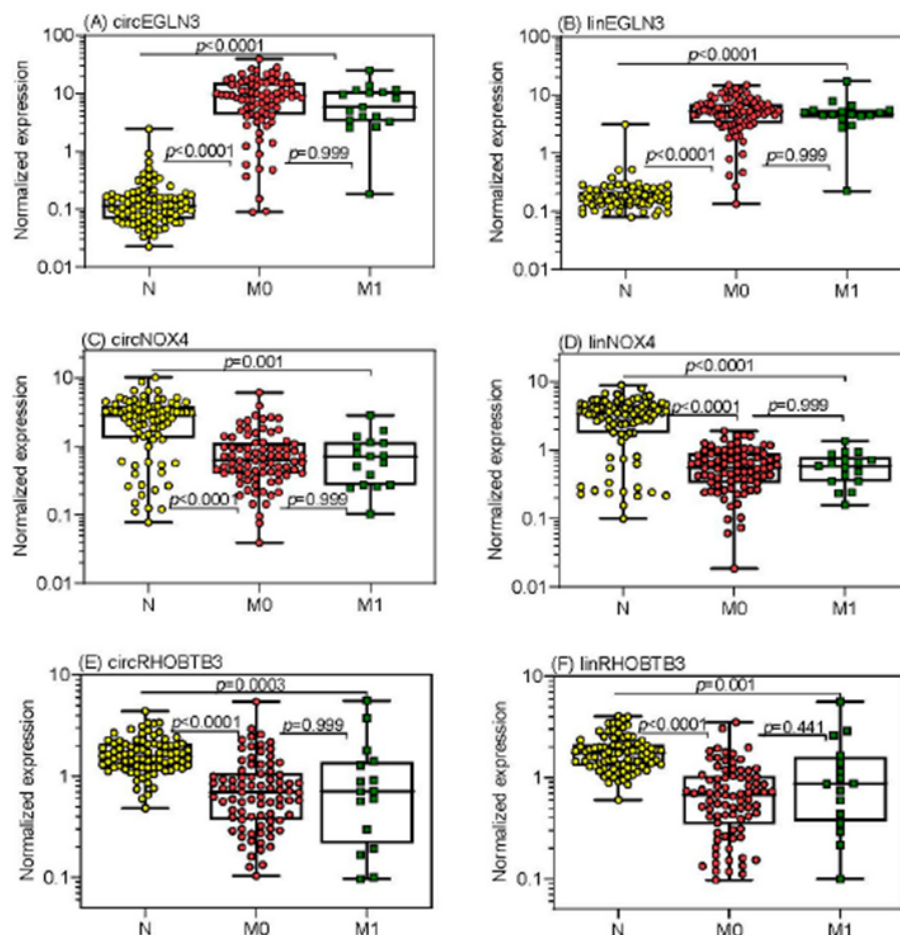 (A) circEGLN3
Normalized expression
100
10
1
0.1
0.01
p<0.0001
p<0.0001
p=0.999
N M0 M1
(B) linEGLN3
Normalized expression
100
10
1
0.1
0.01
p<0.0001
p<0.0001
p=0.999
N M0 M1
(C) circNOX4
Normalized expression
10
1
0.1
0.01
p=0.001
p<0.0001
p=0.999
N M0 M1
(D) linNOX4
Normalized expression
10
1
0.1
0.01
p<0.0001
p<0.0001
p=0.999
N M0 M1
(E) circRHOBTB3
Normalized expression
10
1
0.1
p=0.0003
p<0.0001
p=0.999
N M0 M1
(F) linRHOBTB3
Normalized expression
10
1
0.1
p=0.001
p<0.0001
p=0.441
N M0 M1